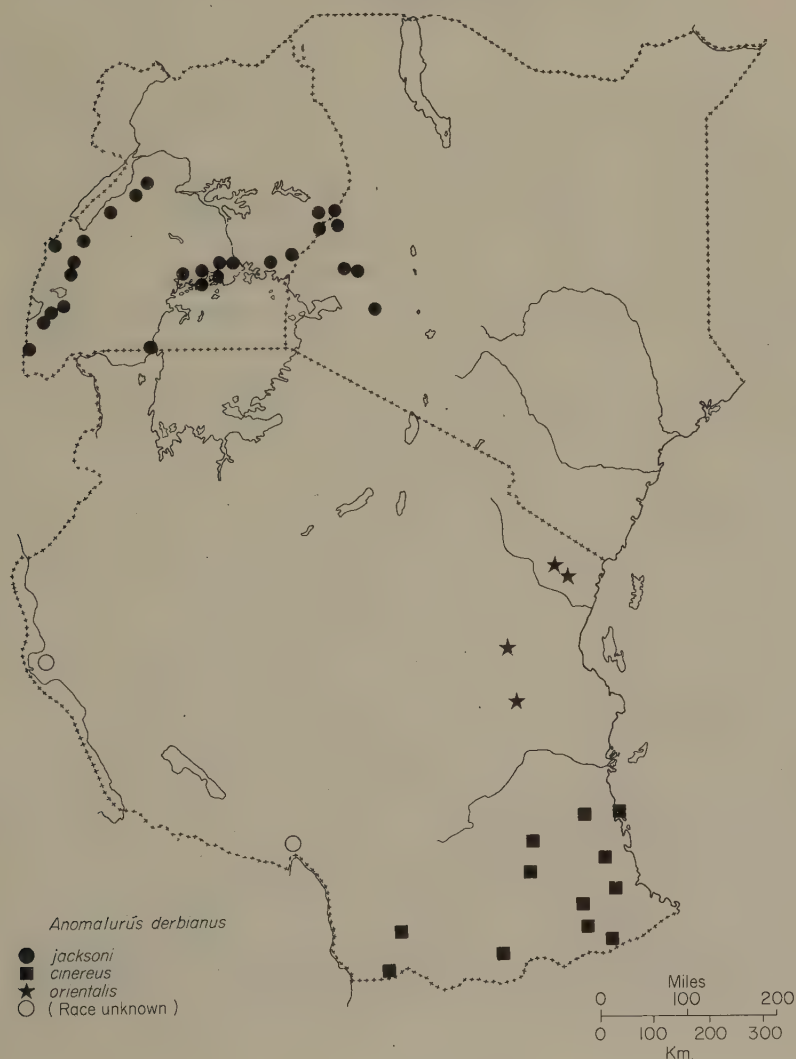 Anomalurus derbianus
jacksoni
cinereus
orientalis
( Race unknown )
Miles
0 100 200
0 100 200 300
Km.